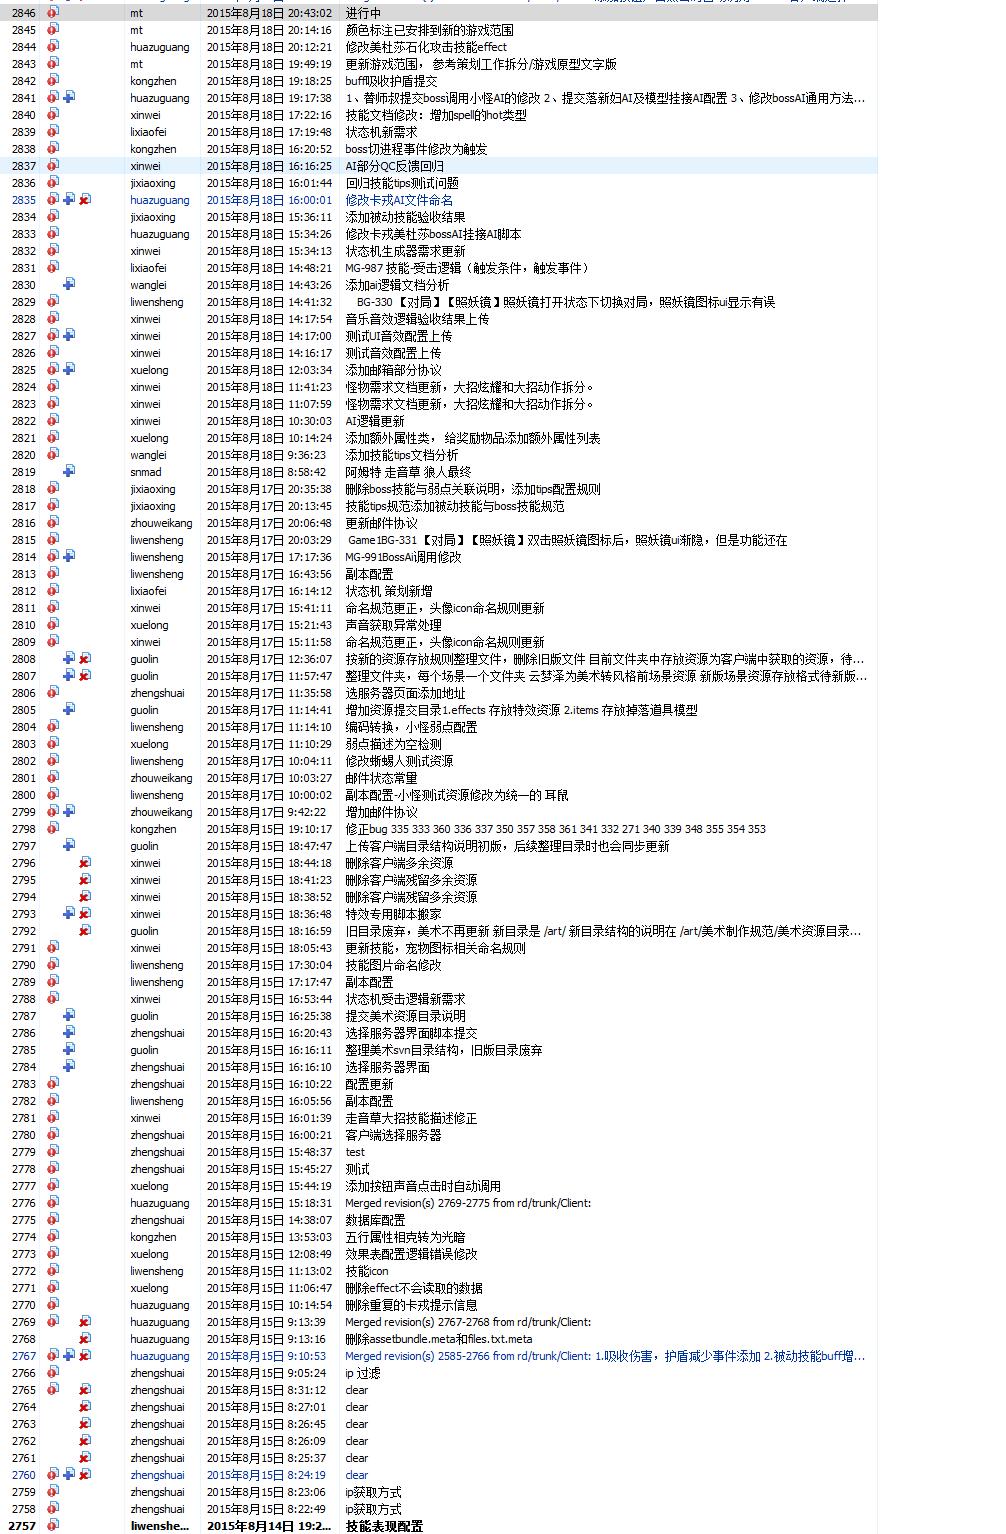 2846 mt 2015年8月18日 20:43:02 进行中
2845 mt 2015年8月18日 20:14:16 颜色标注已安排到新的游戏范围
2844 huazuguang 2015年8月18日 20:12:21 修改美杜莎石化攻击技能effect
2843 mt 2015年8月18日 19:49:19 更新游戏范围， 参考策划工作拆分/游戏原型文字版
2842 kongzhen 2015年8月18日 19:18:25 buff吸收护盾提交
2841 huazuguang 2015年8月18日 19:17:38 1、替师叔提交boss调用小怪AI的修改 2、提交落新妇AI及模型挂接AI配置 3、修改bossAI通用方法...
2840 xinwei 2015年8月18日 17:22:16 技能文档修改：增加spell的hot类型
2839 lixiaofei 2015年8月18日 17:19:48 状态机新需求
2838 kongzhen 2015年8月18日 16:20:52 boss切进程事件修改为触发
2837 xinwei 2015年8月18日 16:16:25 AI部分QC反馈回归
2836 jixiaoxing 2015年8月18日 16:01:44 回归技能tips测试问题
2835 huazuguang 2015年8月18日 16:00:01 修改卡戎AI文件命名
2834 jixiaoxing 2015年8月18日 15:36:11 添加被动技能验收结果
2833 huazuguang 2015年8月18日 15:34:26 修改卡戎美杜莎bossAI挂接AI脚本
2832 xinwei 2015年8月18日 15:34:13 状态机生成器需求更新
2831 lixiaofei 2015年8月18日 14:48:21 MG-987 技能-受击逻辑（触发条件，触发事件）
2830 wanglei 2015年8月18日 14:43:26 添加ai逻辑文档分析
2829 liwensheng 2015年8月18日 14:41:32 BG-330 【对局】【照妖镜】照妖镜打开状态下切换对局，照妖镜图标ui显示有误
2828 xinwei 2015年8月18日 14:17:54 音乐音效逻辑验收结果上传
2827 xinwei 2015年8月18日 14:17:00 测试UI音效配置上传
2826 xinwei 2015年8月18日 14:16:17 测试音效配置上传
2825 xuelong 2015年8月18日 12:03:34 添加邮箱部分协议
2824 xinwei 2015年8月18日 11:41:23 怪物需求文档更新，大招炫耀和大招动作拆分。
2823 xinwei 2015年8月18日 11:07:59 怪物需求文档更新，大招炫耀和大招动作拆分。
2822 xinwei 2015年8月18日 10:30:03 AI逻辑更新
2821 xuelong 2015年8月18日 10:14:24 添加额外属性类， 给奖励物品添加额外属性列表
2820 wanglei 2015年8月18日 9:36:23 添加技能tips文档分析
2819 snmad 2015年8月18日 8:58:42 阿姆特 走音草 狼人最终
2818 jixiaoxing 2015年8月17日 20:35:38 删除boss技能与弱点关联说明，添加tips配置规则
2817 jixiaoxing 2015年8月17日 20:13:45 技能tips规范添加被动技能与boss技能规范
2816 zhouweikang 2015年8月17日 20:06:48 更新邮件协议
2815 liwensheng 2015年8月17日 20:03:29 Game1BG-331 【对局】【照妖镜】双击照妖镜图标后，照妖镜ui渐隐，但是功能还在
2814 liwensheng 2015年8月17日 17:17:36 MG-991BossAi调用修改
2813 liwensheng 2015年8月17日 16:43:56 副本配置
2812 lixiaofei 2015年8月17日 16:14:12 状态机 策划新增
2811 xinwei 2015年8月17日 15:41:11 命名规范更正，头像icon命名规则更新
2810 xuelong 2015年8月17日 15:21:43 声音获取异常处理
2809 xinwei 2015年8月17日 15:11:58 命名规范更正，头像icon命名规则更新
2808 guolin 2015年8月17日 12:36:07 按新的资源存放规则整理文件，删除旧版文件 目前文件夹中存放资源为客户端中获取的资源，待...
2807 guolin 2015年8月17日 11:57:47 整理文件夹，每个场景一个文件夹 云梦泽为美术转风格前场景资源 新版场景资源存放格式待新版...
2806 zhengshuai 2015年8月17日 11:35:58 选服务器页面添加地址
2805 guolin 2015年8月17日 11:14:41 增加资源提交目录1.effects 存放特效资源 2.items 存放掉落道具模型
2804 liwensheng 2015年8月17日 11:14:10 编码转换，小怪弱点配置
2803 xuelong 2015年8月17日 11:10:29 弱点描述为空检测
2802 liwensheng 2015年8月17日 10:04:11 修改蜥蜴人测试资源
2801 zhouweikang 2015年8月17日 10:03:27 邮件状态常量
2800 liwensheng 2015年8月17日 10:00:02 副本配置-小怪测试资源修改为统一的 耳鼠
2799 zhouweikang 2015年8月17日 9:42:22 增加邮件协议
2798 kongzhen 2015年8月15日 19:10:17 修正bug 335 333 360 336 337 350 357 358 361 341 332 271 340 339 348 355 354 353
2797 guolin 2015年8月15日 18:47:47 上传客户端目录结构说明初版，后续整理目录时也会同步更新
2796 xinwei 2015年8月15日 18:44:18 删除客户端多余资源
2795 xinwei 2015年8月15日 18:41:23 删除客户端残留多余资源
2794 xinwei 2015年8月15日 18:38:52 删除客户端残留多余资源
2793 xinwei 2015年8月15日 18:36:48 特效专用脚本搬家
2792 guolin 2015年8月15日 18:16:59 旧目录废弃，美术不再更新 新目录是 /art/ 新目录结构的说明在 /art/美术制作规范/美术资源目录...
2791 xinwei 2015年8月15日 18:05:43 更新技能，宠物图标相关命名规则
2790 liwensheng 2015年8月15日 17:30:04 技能图片命名修改
2789 liwensheng 2015年8月15日 17:17:47 副本配置
2788 xinwei 2015年8月15日 16:53:44 状态机受击逻辑新需求
2787 guolin 2015年8月15日 16:25:38 提交美术资源目录说明
2786 zhengshuai 2015年8月15日 16:20:43 选择服务器界面脚本提交
2785 guolin 2015年8月15日 16:16:11 整理美术svn目录结构，旧版目录废弃
2784 zhengshuai 2015年8月15日 16:16:10 选择服务器界面
2783 zhengshuai 2015年8月15日 16:10:22 配置更新
2782 liwensheng 2015年8月15日 16:05:56 副本配置
2781 xinwei 2015年8月15日 16:01:39 走音草大招技能描述修正
2780 zhengshuai 2015年8月15日 16:00:21 客户端选择服务器
2779 zhengshuai 2015年8月15日 15:48:37 test
2778 zhengshuai 2015年8月15日 15:45:27 测试
2777 xuelong 2015年8月15日 15:44:19 添加按钮声音点击时自动调用
2776 huazuguang 2015年8月15日 15:18:31 Merged revision(s) 2769-2775 from rd/trunk/Client:
2775 zhengshuai 2015年8月15日 14:38:07 数据库配置
2774 kongzhen 2015年8月15日 13:53:03 五行属性相克转为光暗
2773 xuelong 2015年8月15日 12:08:49 效果表配置逻辑错误修改
2772 liwensheng 2015年8月15日 11:13:02 技能icon
2771 xuelong 2015年8月15日 11:06:47 删除effect不会读取的数据
2770 huazuguang 2015年8月15日 10:14:54 删除重复的卡戎提示信息
2769 huazuguang 2015年8月15日 9:13:39 Merged revision(s) 2767-2768 from rd/trunk/Client:
2768 huazuguang 2015年8月15日 9:13:16 删除assetbundle.meta和files.txt.meta
2767 huazuguang 2015年8月15日 9:10:53 Merged revision(s) 2585-2766 from rd/trunk/Client: 1.吸收伤害，护盾减少事件添加 2.被动技能buff增...
2766 zhengshuai 2015年8月15日 9:05:24 ip 过滤
2765 zhengshuai 2015年8月15日 8:31:12 clear
2764 zhengshuai 2015年8月15日 8:27:01 clear
2763 zhengshuai 2015年8月15日 8:26:45 clear
2762 zhengshuai 2015年8月15日 8:26:09 clear
2761 zhengshuai 2015年8月15日 8:25:37 clear
2760 zhengshuai 2015年8月15日 8:24:19 clear
2759 zhengshuai 2015年8月15日 8:23:06 ip获取方式
2758 zhengshuai 2015年8月15日 8:22:49 ip获取方式
2757 liwenshe... 2015年8月14日 19:2... 技能表现配置